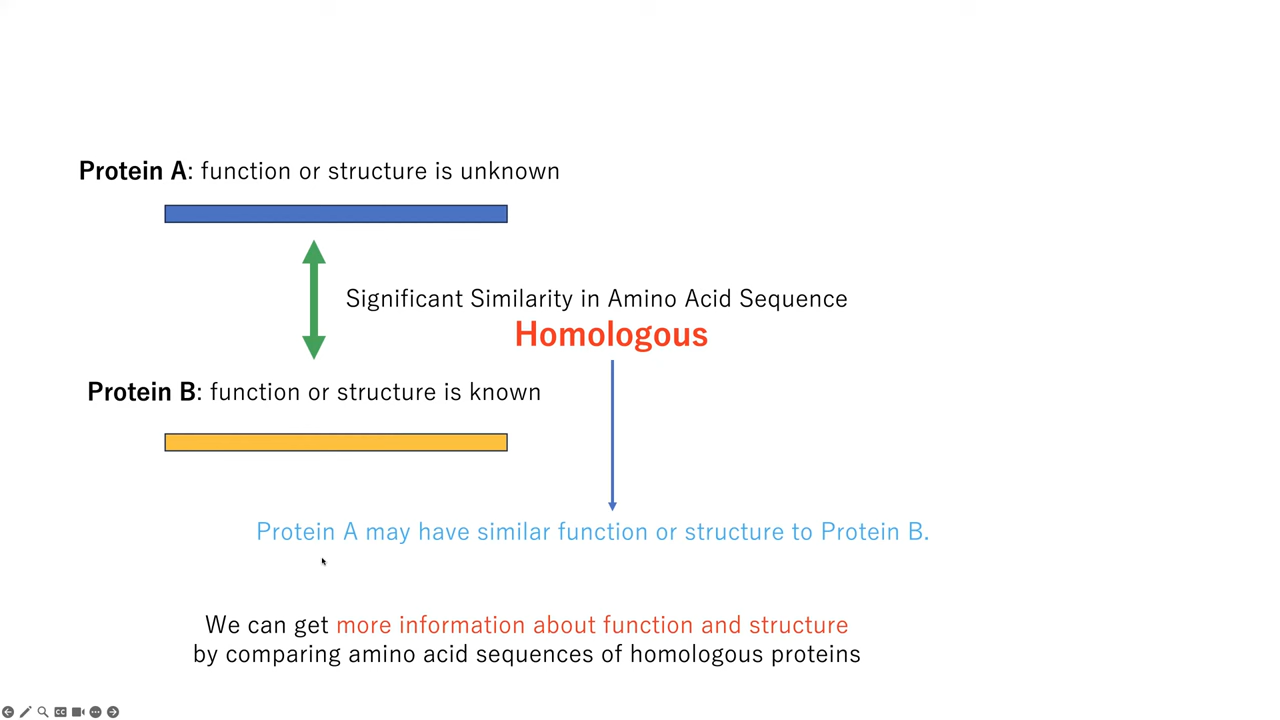 Protein A: function or structure is unknown
Significant Similarity in Amino Acid Sequence
Homologous
Protein B: function or structure is known
Protein A may have similar function or structure to Protein B.
We can get more information about function and structure
by comparing amino acid sequences of homologous proteins
CC